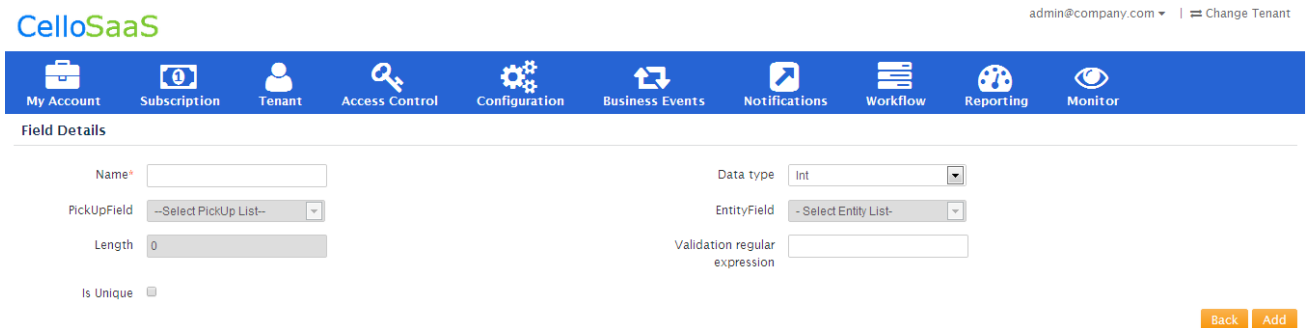 admin@company.com | Change Tenant
CelloSaaS
My Account Subscription Tenant Access Control Configuration Business Events Notifications Workflow Reporting Monitor
Field Details
Name* Data type Int
PickUpField --Select PickUp List-- EntityField - Select Entity List-
Length 0 Validation regular
expression
Is Unique
Back Add